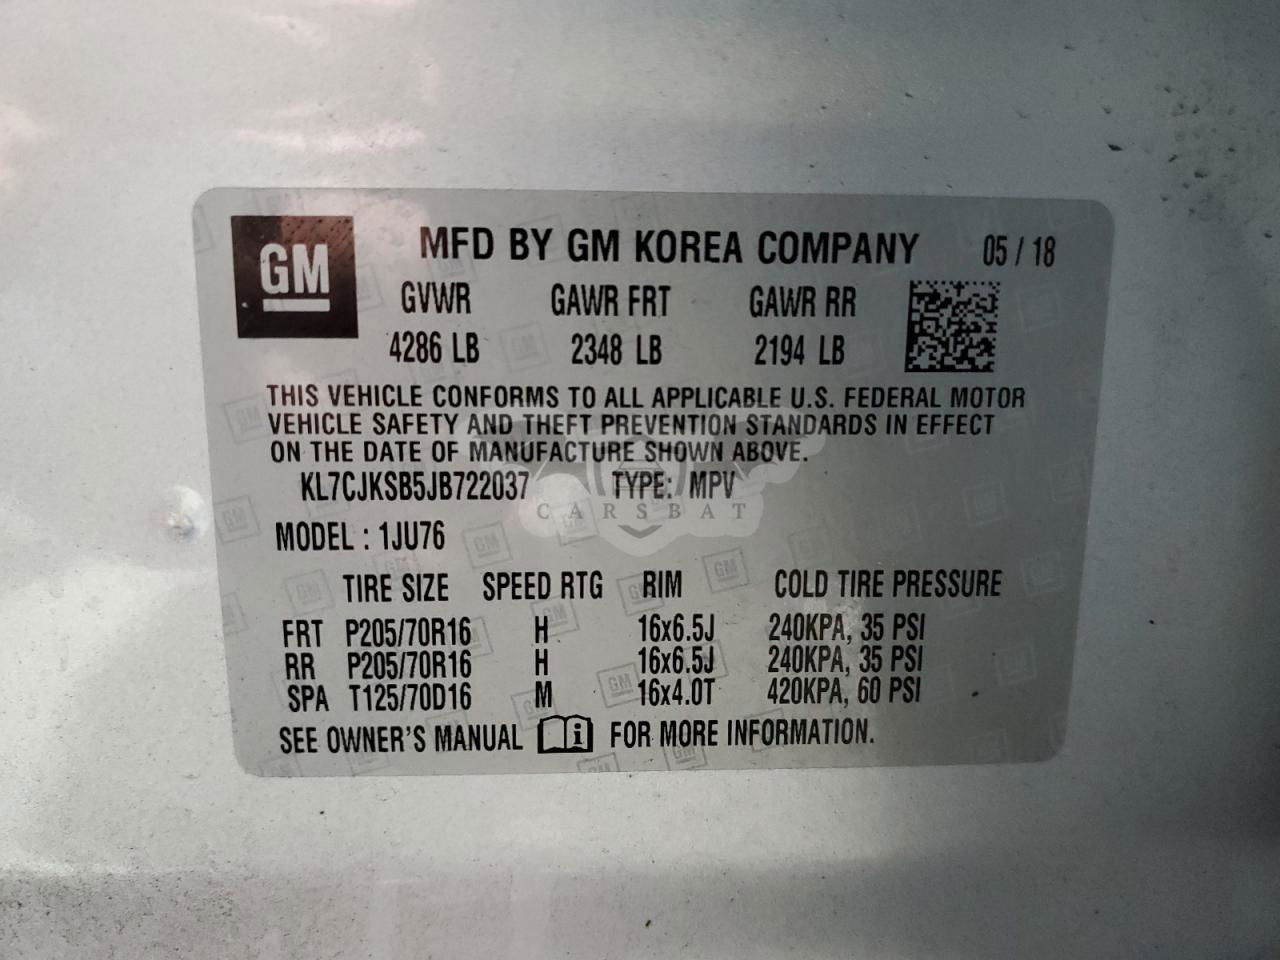 GM
MFD BY GM KOREA COMPANY 05 / 18
GVWR GAWR FRT GAWR RR
4286 LB 2348 LB 2194 LB
THIS VEHICLE CONFORMS TO ALL APPLICABLE U.S. FEDERAL MOTOR
VEHICLE SAFETY AND THEFT PREVENTION STANDARDS IN EFFECT
ON THE DATE OF MANUFACTURE SHOWN ABOVE.
KL7CJKSB5JB722037 TYPE: MPV
CARSBAT
MODEL : 1JU76
TIRE SIZE SPEED RTG RIM COLD TIRE PRESSURE
FRT P205/70R16 H 16x6.5J 240KPA, 35 PSI
RR P205/70R16 H 16x6.5J 240KPA, 35 PSI
SPA T125/70D16 M 16x4.0T 420KPA, 60 PSI
SEE OWNER'S MANUAL i FOR MORE INFORMATION.